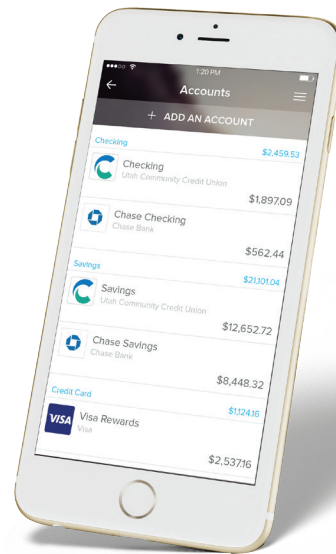 1:20 PM
Accounts
+ ADD AN ACCOUNT
Checking $2,459.53
Checking
Utah Community Credit Union
$1,897.09
Chase Checking
Chase Bank
$562.44
Savings $21,101.04
Savings
Utah Community Credit Union
$12,652.72
Chase Savings
Chase Bank
$8,448.32
Credit Card $1,124.16
VISA Visa Rewards
Visa
$2,537.16